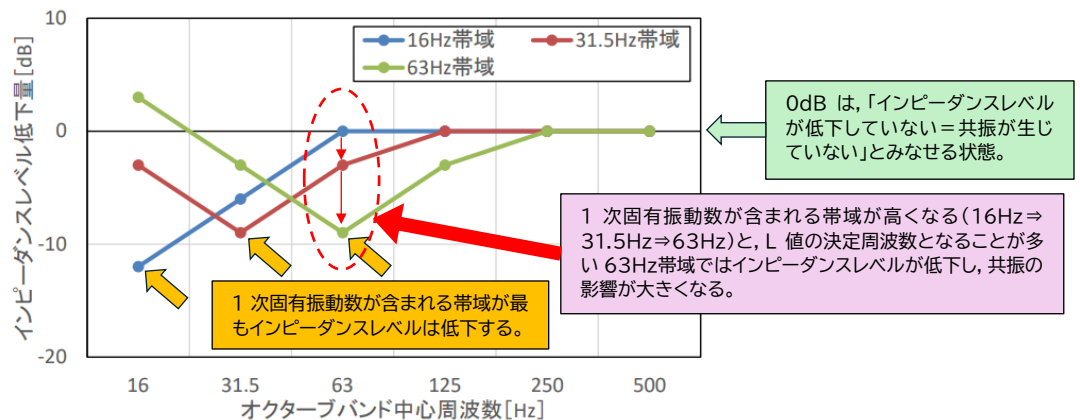 10
0
-10
-20
インピーダンスレベル低下量[dB]
16Hz帯域
31.5Hz帯域
63Hz帯域
16
31.5
63
125
250
500
オクターブバンド中心周波数[Hz]
0dB は，「インピーダンスレベル
が低下していない＝共振が生じ
ていない」とみなせる状態。
1 次固有振動数が含まれる帯域が高くなる（16Hz⇒
31.5Hz⇒63Hz）と，L 値の決定周波数となることが多
い 63Hz帯域ではインピーダンスレベルが低下し，共振の
影響が大きくなる。
1 次固有振動数が含まれる帯域が最
もインピーダンスレベルは低下する。